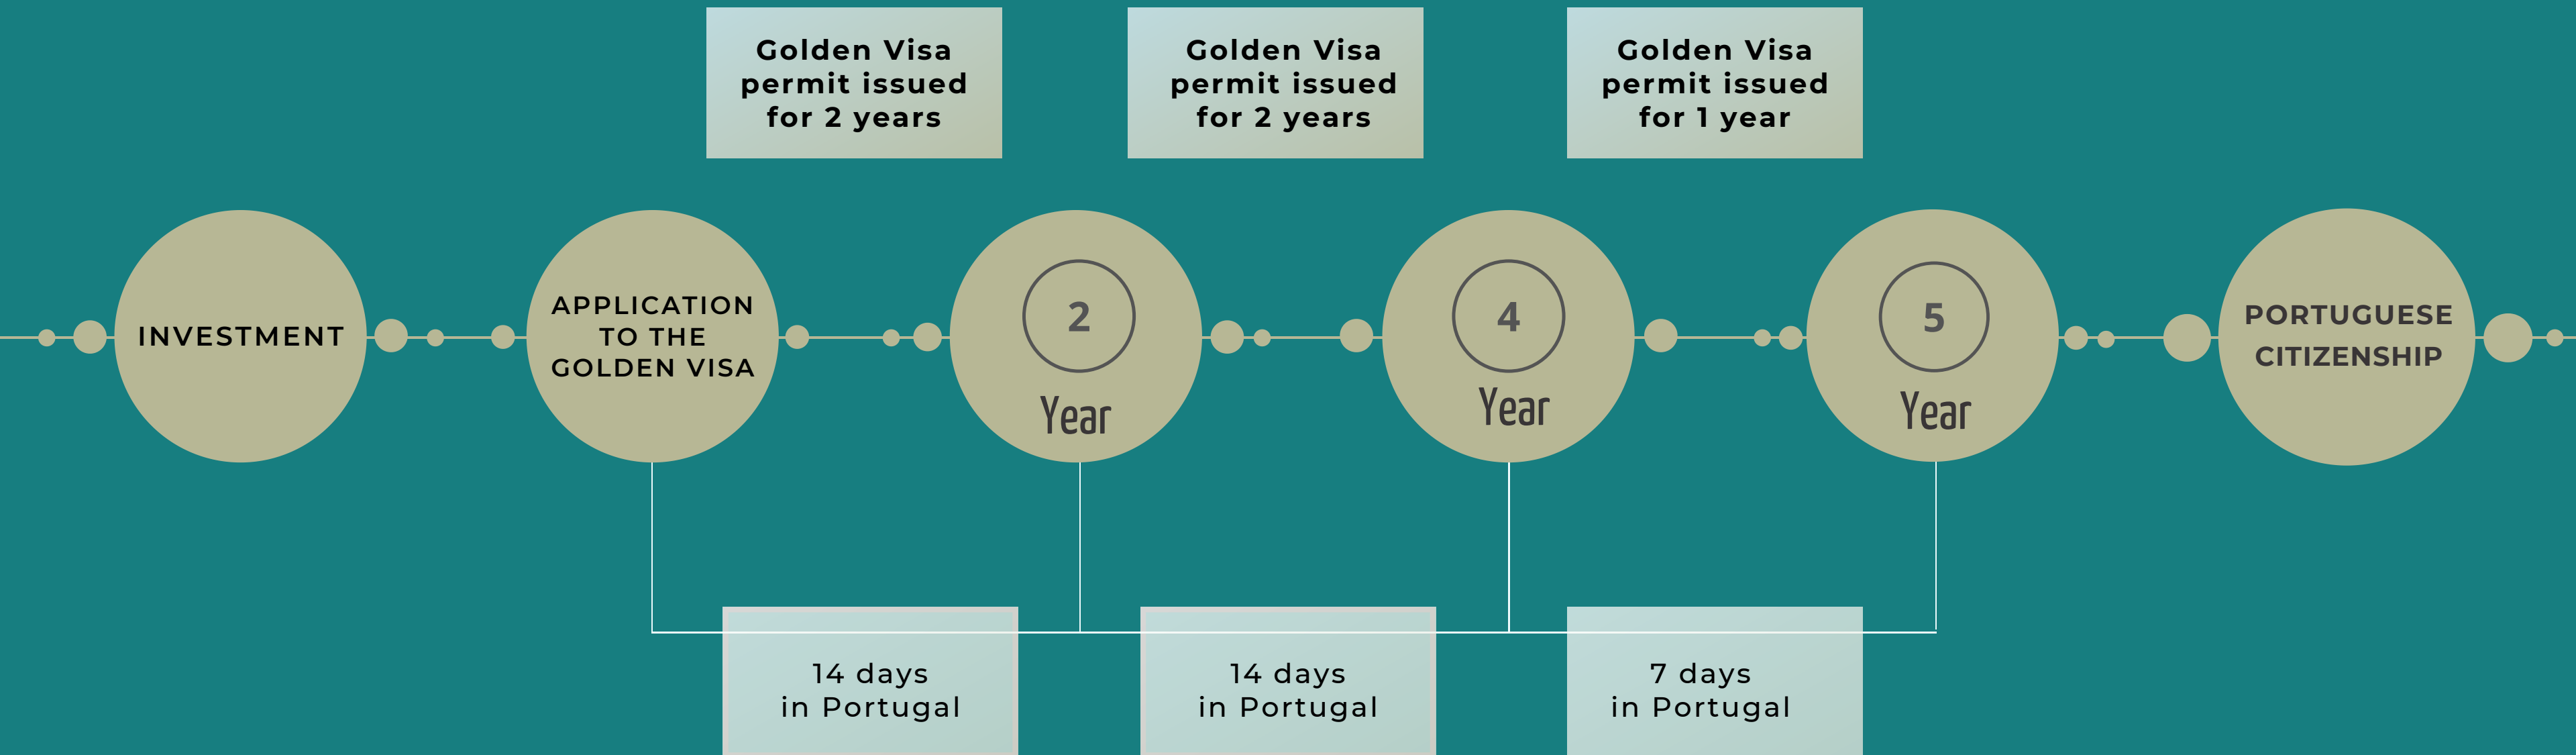 Golden Visa
permit issued
for 2 years
Golden Visa
permit issued
for 2 years
Golden Visa
permit issued
for 1 year
INVESTMENT
APPLICATION
TO THE
GOLDEN VISA
2
Year
4
Year
5
Year
PORTUGUESE
CITIZENSHIP
14 days
in Portugal
14 days
in Portugal
7 days
in Portugal